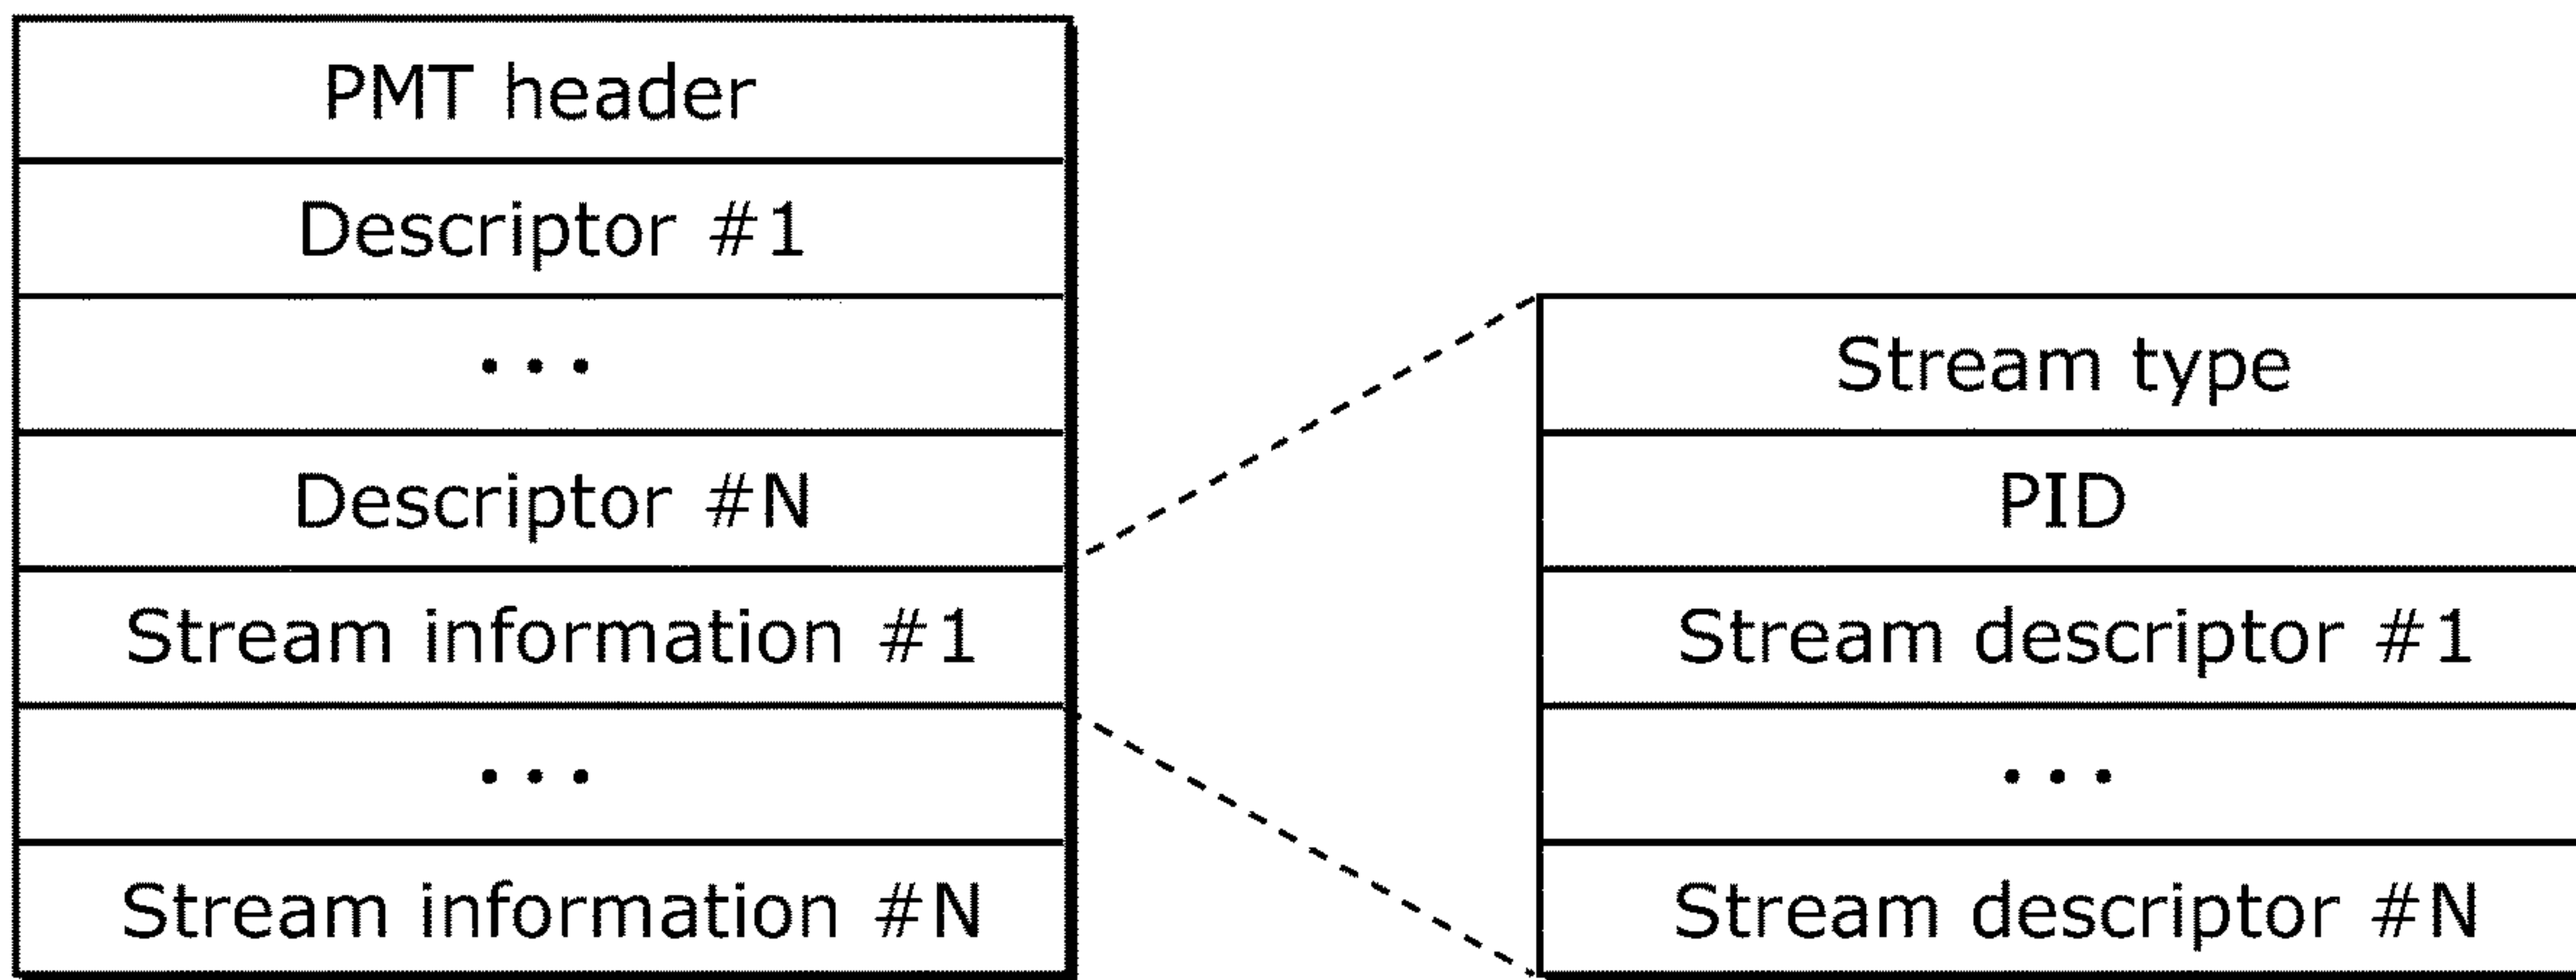 PMT header
Descriptor #1
...
Descriptor #N
Stream information #1
...
Stream information #N
Stream type
PID
Stream descriptor #1
...
Stream descriptor #N